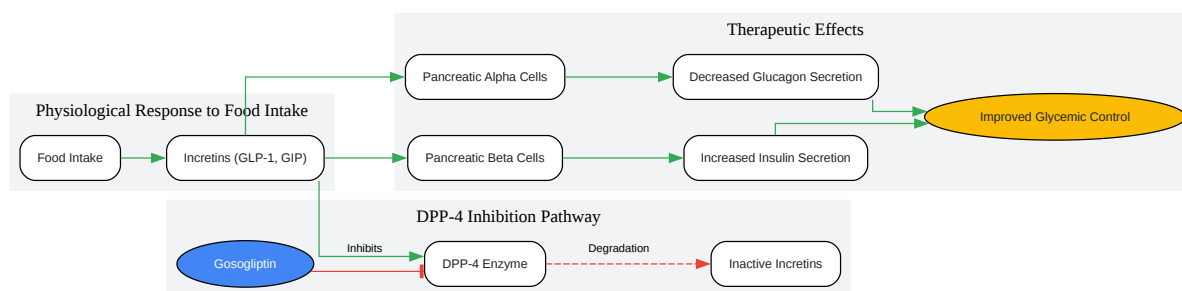 Therapeutic Effects
Pancreatic Alpha Cells
Decreased Glucagon Secretion
Physiological Response to Food Intake
Improved Glycemic Control
Food Intake
Incretins (GLP-1, GIP)
Pancreatic Beta Cells
Increased Insulin Secretion
DPP-4 Inhibition Pathway
Inhibits
Degradation
Gosogliptin
DPP-4 Enzyme
Inactive Incretins